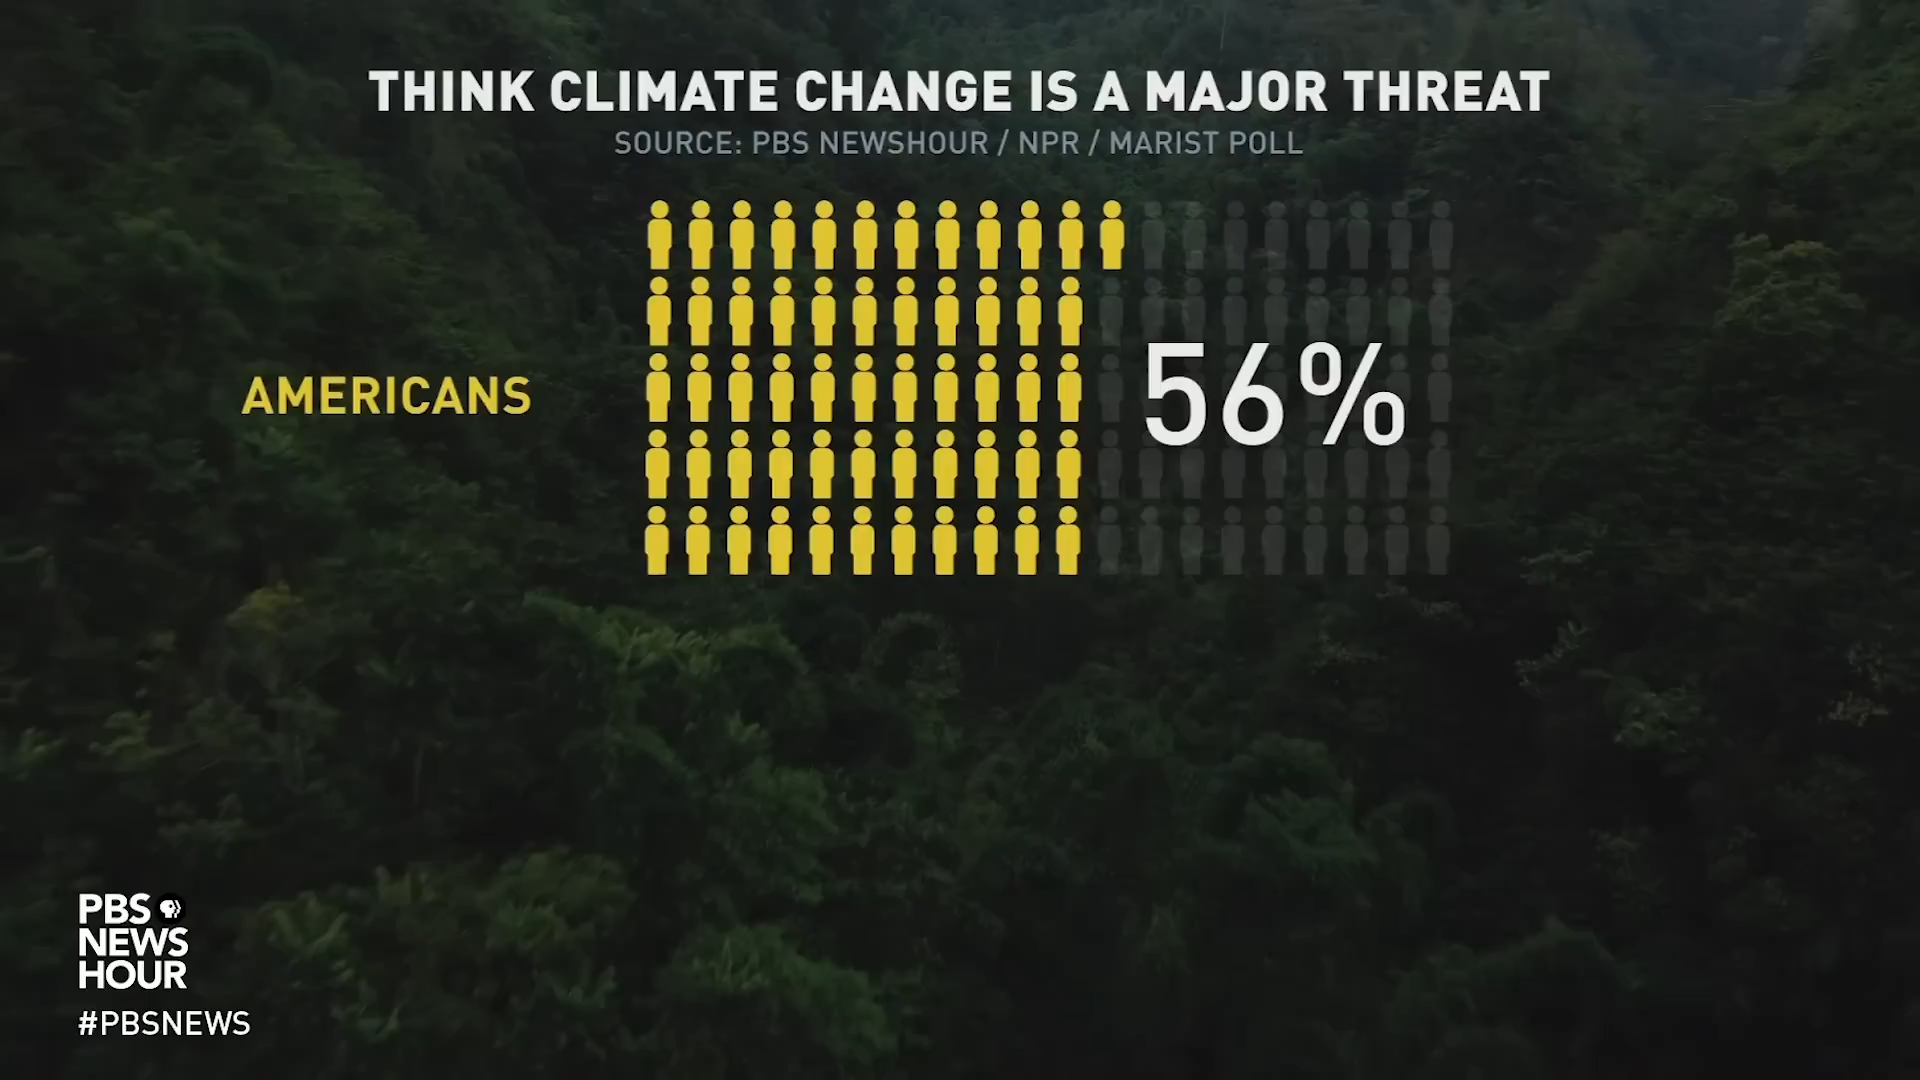 THINK CLIMATE CHANGE IS A MAJOR THREAT
SOURCE: PBS NEWSHOUR / NPR / MARIST POLL
AMERICANS
56%
PBS
NEWS
HOUR
#PBSNEWS